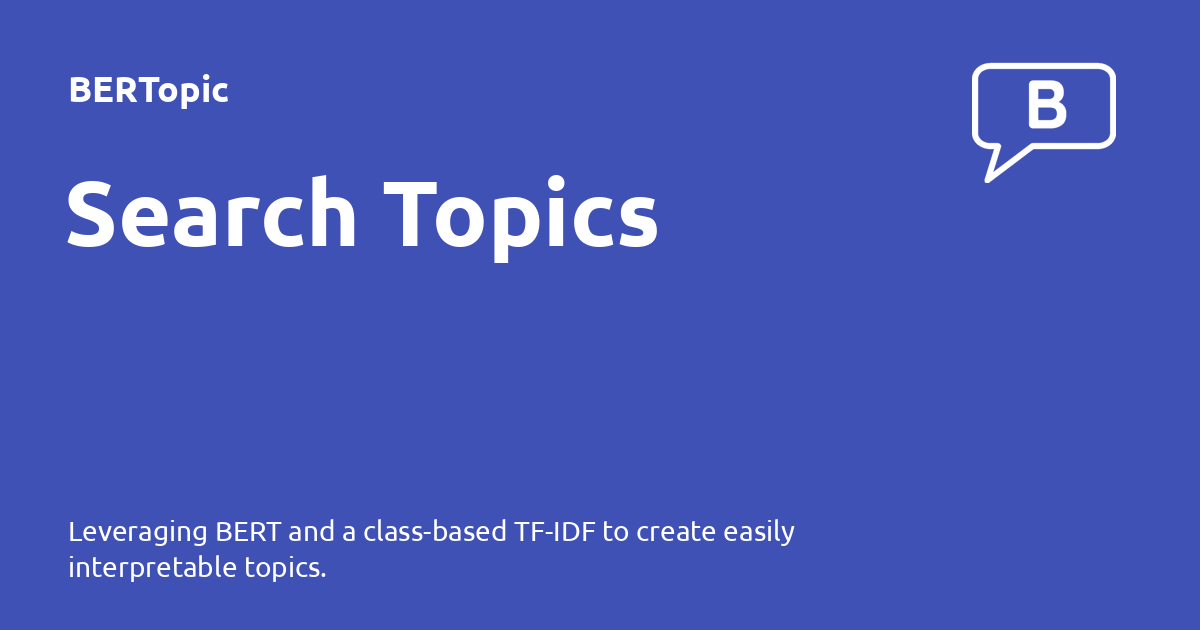 BERTopic
B
Search Topics
Leveraging BERT and a class-based TF-IDF to create easily
interpretable topics.